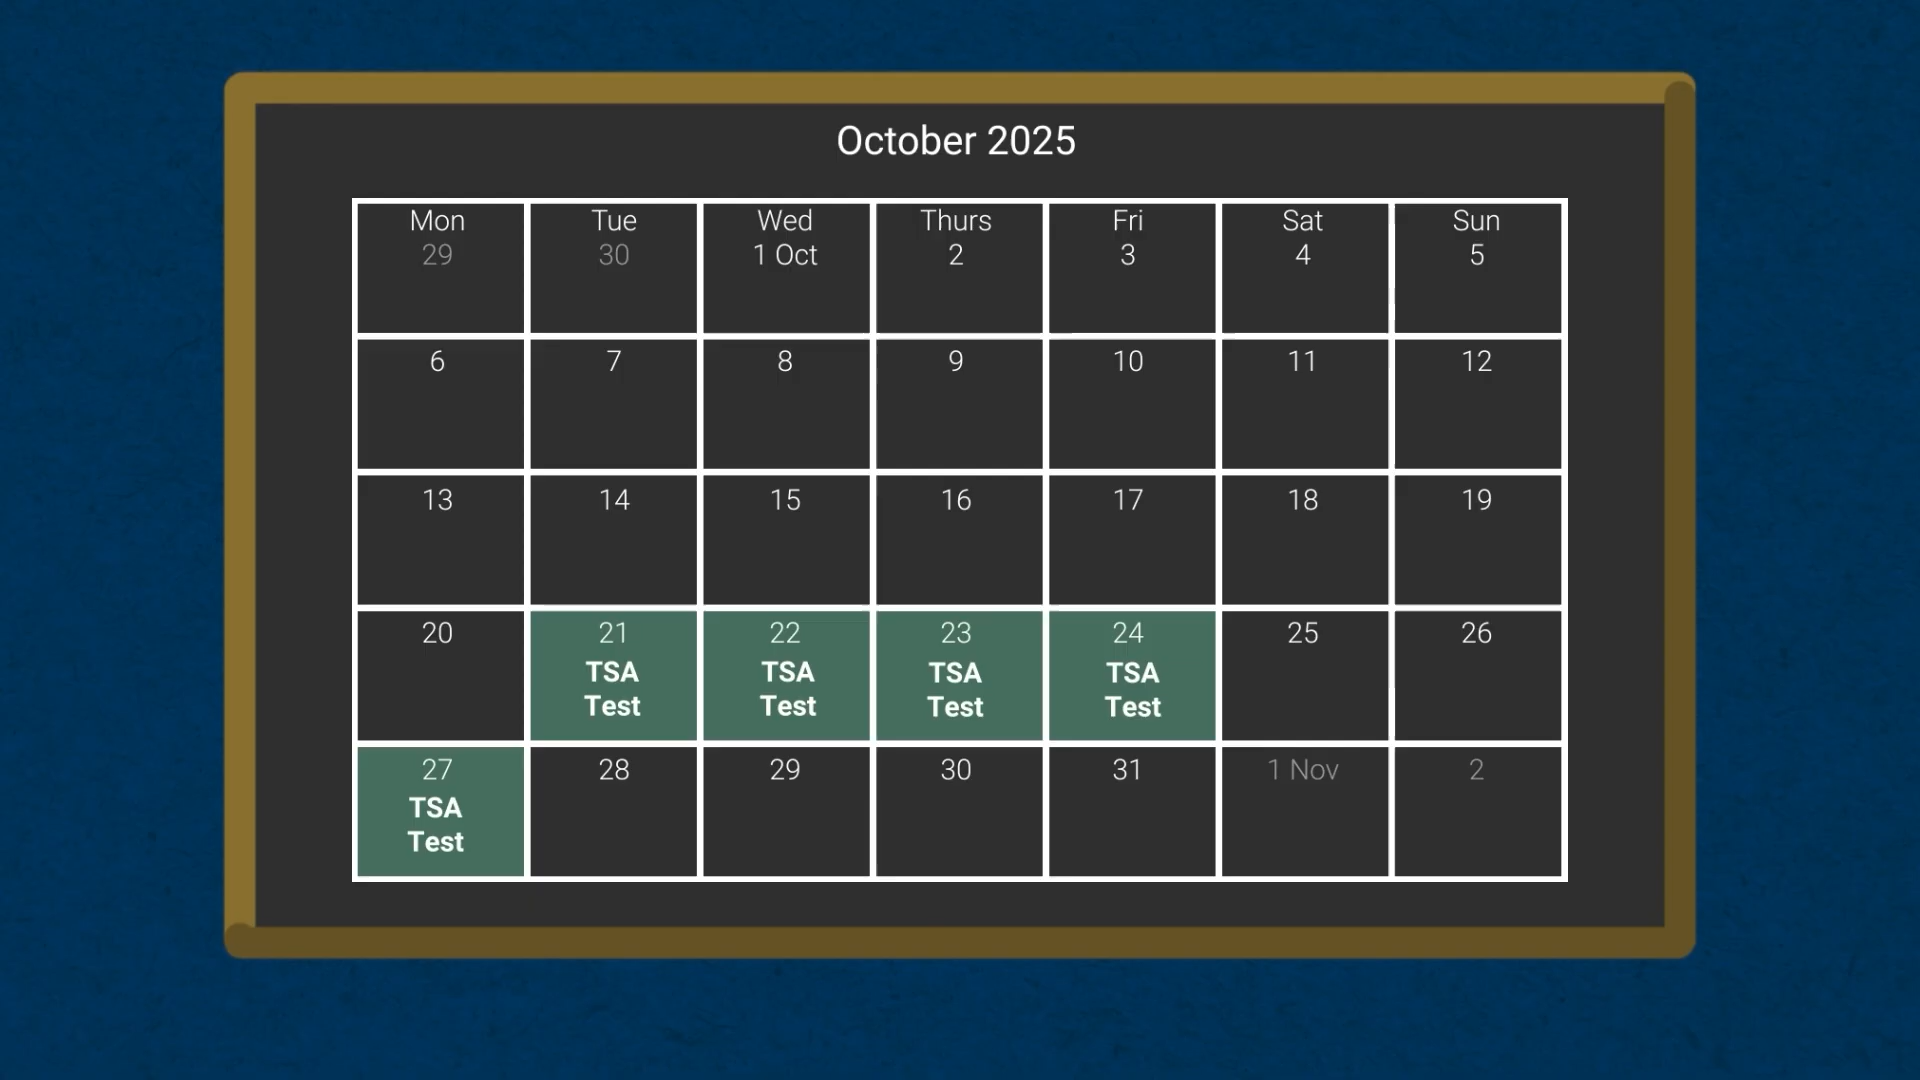 October 2025
Mon Tue Wed Thurs Fri Sat Sun
29 30 1 Oct 2 3 4 5
6 7 8 9 10 11 12
13 14 15 16 17 18 19
20 21 22 23 24 25 26
TSA TSA TSA TSA
Test Test Test Test
27 28 29 30 31 1 Nov 2
TSA
Test